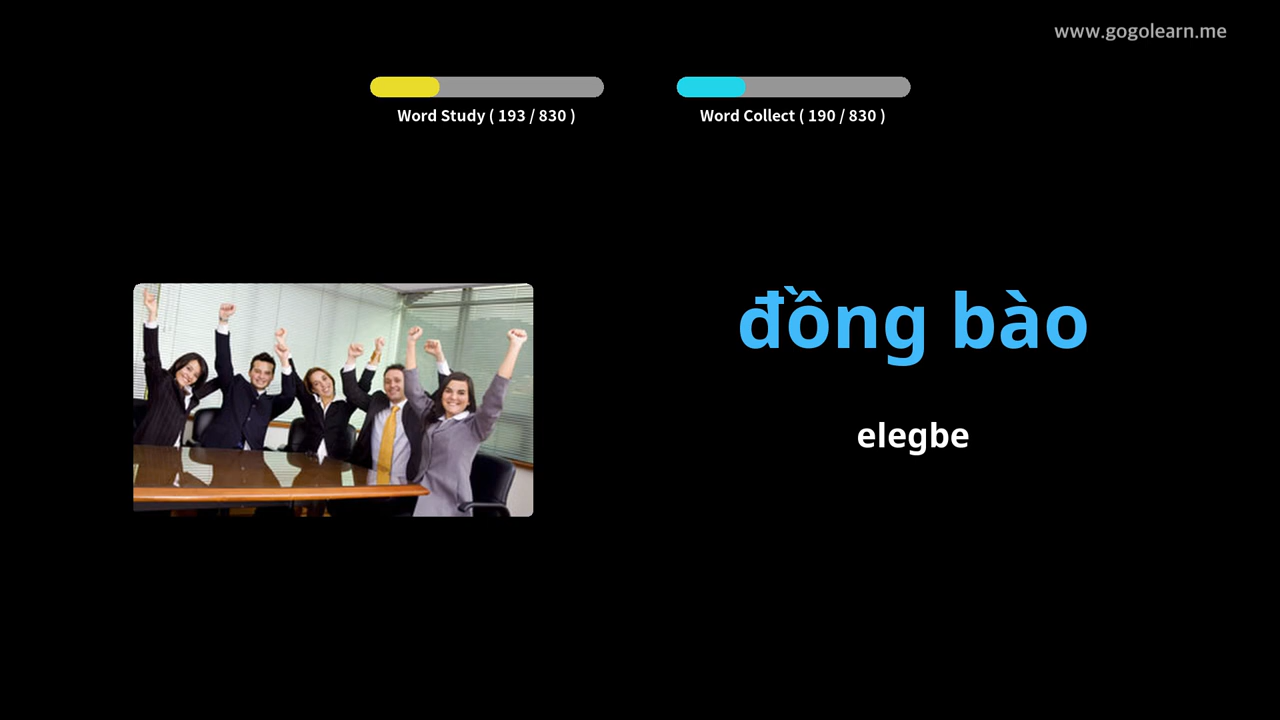 www.gogolearn.me
Word Study ( 193 / 830 )
Word Collect ( 190 / 830 )
đồng bào
elegbe